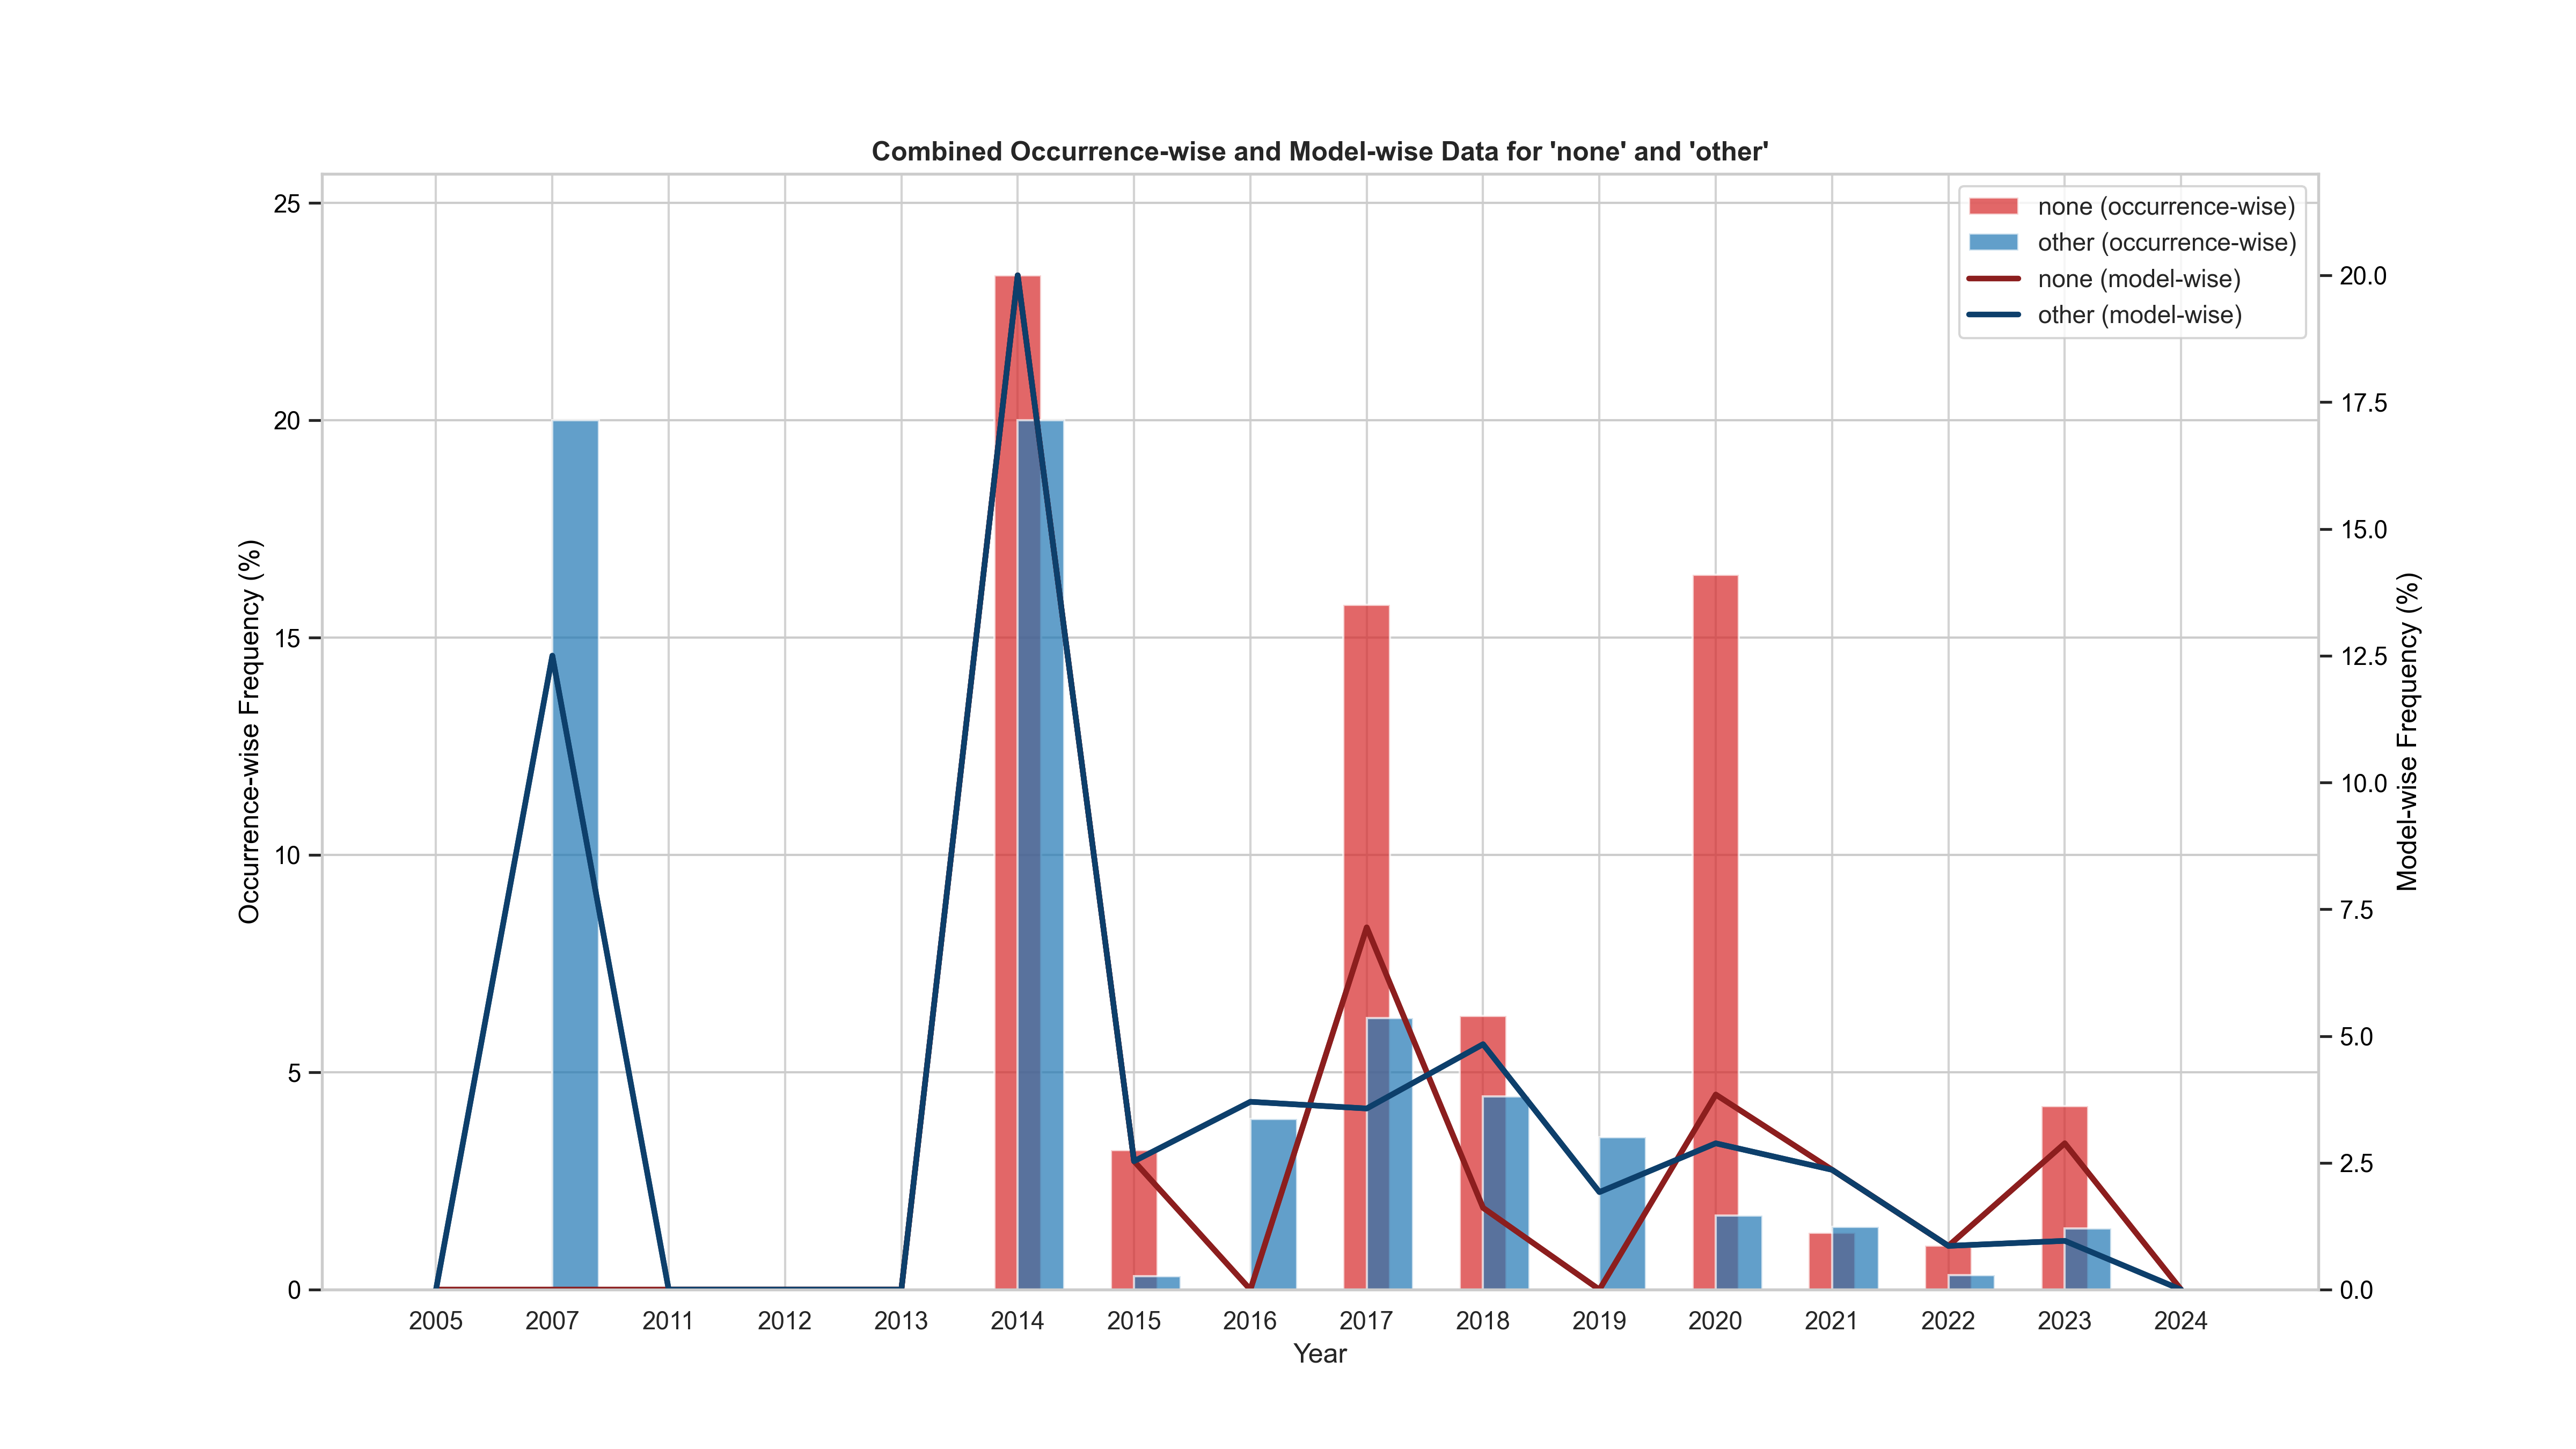 Combined Occurrence-wise and Model-wise Data for 'none' and 'other'
none (occurrence-wise)
other (occurrence-wise)
none (model-wise)
other (model-wise)
Occurrence-wise Frequency (%)
25
20
15
10
5
0
20.0
17.5
15.0
12.5
10.0
7.5
5.0
2.5
0.0
Model-wise Frequency (%)
2005 2007 2011 2012 2013 2014 2015 2016 2017 2018 2019 2020 2021 2022 2023 2024
Year